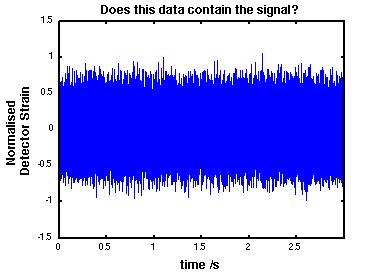 Does this data contain the signal?
1.5
1
0.5
0
-0.5
-1
-1.5
Normalised
Detector Strain
0 0.5 1 1.5 2 2.5
time /s